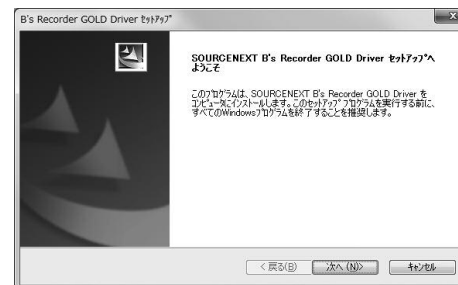 B's Recorder GOLD Driver ｾｯﾄｱｯﾌﾟ
SOURCENEXT B's Recorder GOLD Driver ｾｯﾄｱｯﾌﾟへ
ようこそ
このﾌﾟﾛｸﾞﾗﾑは、SOURCENEXT B's Recorder GOLD Driver を
ｺﾝﾋﾟｭｰﾀにインストールします。このｾｯﾄｱｯﾌﾟ ﾌﾟﾛｸﾞﾗﾑを実行する前に、
すべてのWindowsﾌﾟﾛｸﾞﾗﾑを終了することを推奨します。
< 戻る(B)
次へ (N)>
ｷｬﾝｾﾙ